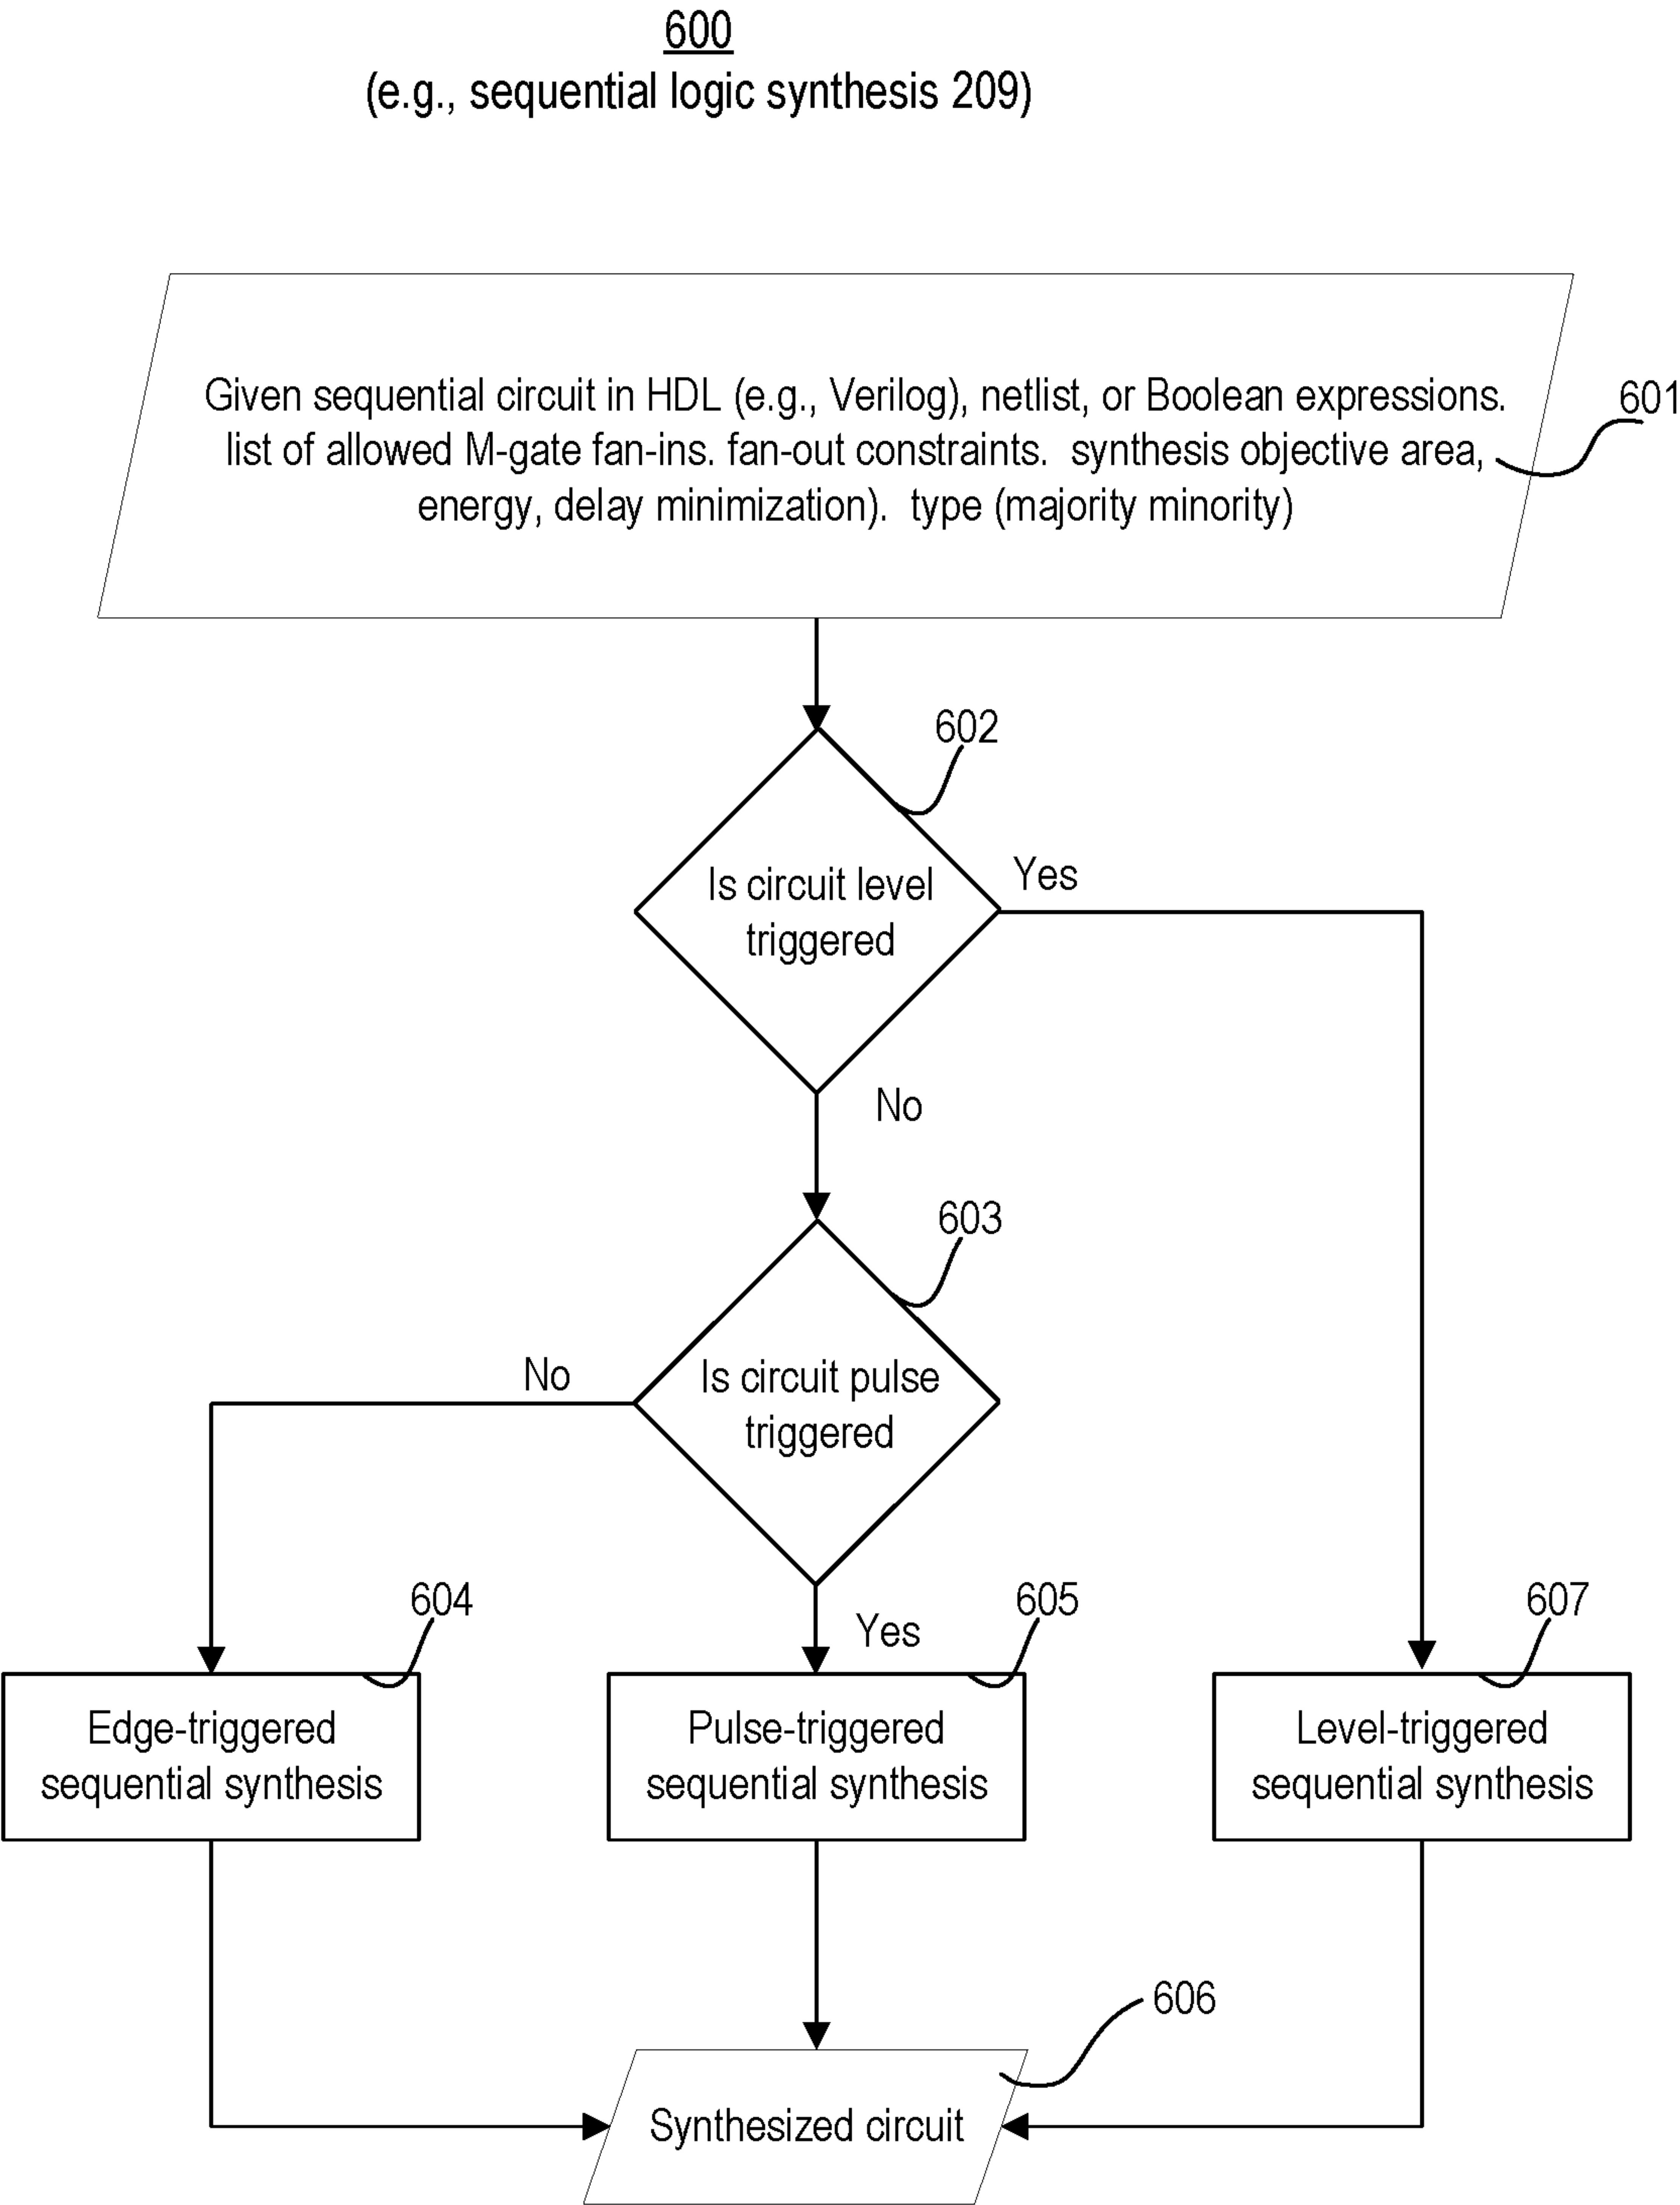 600
(e.g., sequential logic synthesis 209)
Given sequential circuit in HDL (e.g., Verilog), netlist, or Boolean expressions.
list of allowed M-gate fan-ins. fan-out constraints. synthesis objective area,
energy, delay minimization). type (majority minority)
601
602
Is circuit level
triggered
Yes
No
603
Is circuit pulse
triggered
No
Yes
604
605
607
Edge-triggered
sequential synthesis
Pulse-triggered
sequential synthesis
Level-triggered
sequential synthesis
606
Synthesized circuit